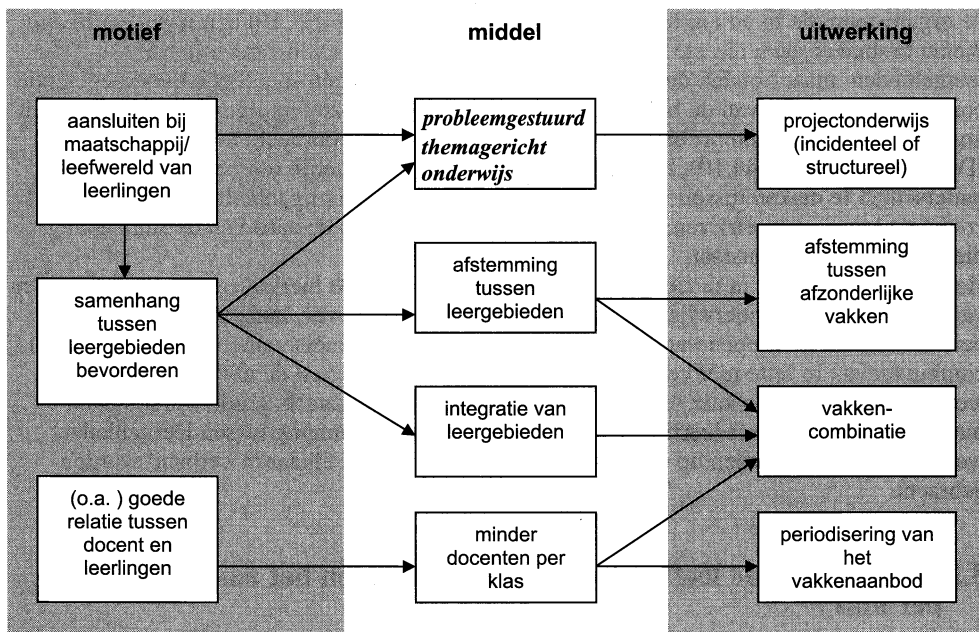 motief
middel
uitwerking
aansluiten bij
maatschappij/
leefwereld van
leerlingen
probleemgestuurd
themagericht
onderwijs
projectonderwijs
(incidenteel of
structureel)
samenhang
tussen
leergebieden
bevorderen
afstemming
tussen
leergebieden
afstemming
tussen
afzonderlijke
vakken
integratie van
leergebieden
vakken-
combinatie
(o.a. ) goede
relatie tussen
docent en
leerlingen
minder
docenten per
klas
periodisering van
het
vakkenaanbod